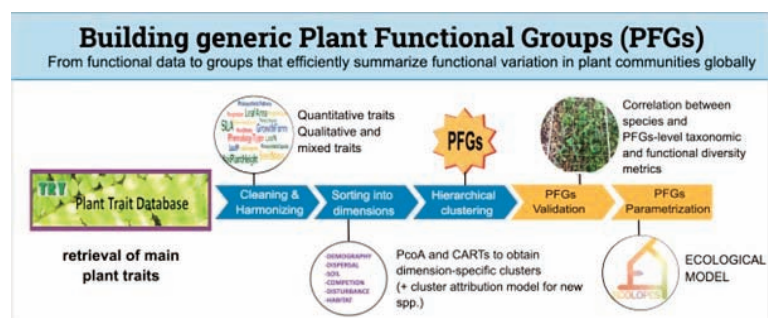 Building generic Plant Functional Groups (PFGs)
From functional data to groups that efficiently summarize functional variation in plant communities globally
TRY
Plant Trait Database
retrieval of main
plant traits
SLA
LeafArea
GrowthForm
PhenologyType
PlantHeight
Quantitative traits
Qualitative and
mixed traits
Cleaning &
Harmonizing
Sorting into
dimensions
-DEMOGRAPHY
-DISPERSAL
-SOIL
-COMPETION
-DISTURBANCE
-HABITAT
PcoA and CARTs to obtain
dimension-specific clusters
(+ cluster attribution model for new
spp.)
PFGs
Hierarchical
clustering
PFGs
Validation
Correlation between
species and
PFGs-level taxonomic
and functional diversity
metrics
PFGs
Parametrization
ECOLOPES
ECOLOGICAL
MODEL